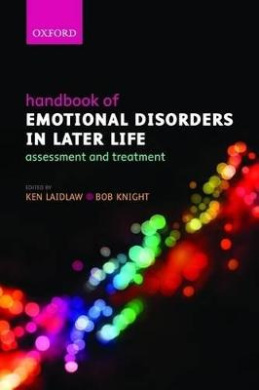 OXFORD
handbook of
EMOTIONAL DISORDERS
IN LATER LIFE
assessment and treatment
EDITED BY
KEN LAIDLAW BOB KNIGHT